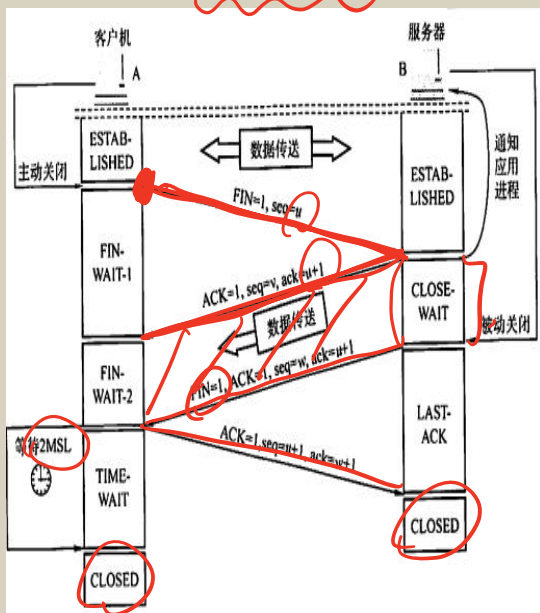 客户机
服务器
A
B
ESTAB-
LISHED
数据传送
ESTAB-
LISHED
通知
应用
进程
主动关闭
FIN=1, seq=u
FIN-
WAIT-1
ACK=1, seq=v, ack=u+1
CLOSE-
WAIT
数据传送
被动关闭
FIN-
WAIT-2
FIN=1, ACK=1, seq=w, ack=u+1
LAST-
ACK
等待2MSL
ACK=1, seq=u+1, ack=w+1
TIME-
WAIT
CLOSED
CLOSED